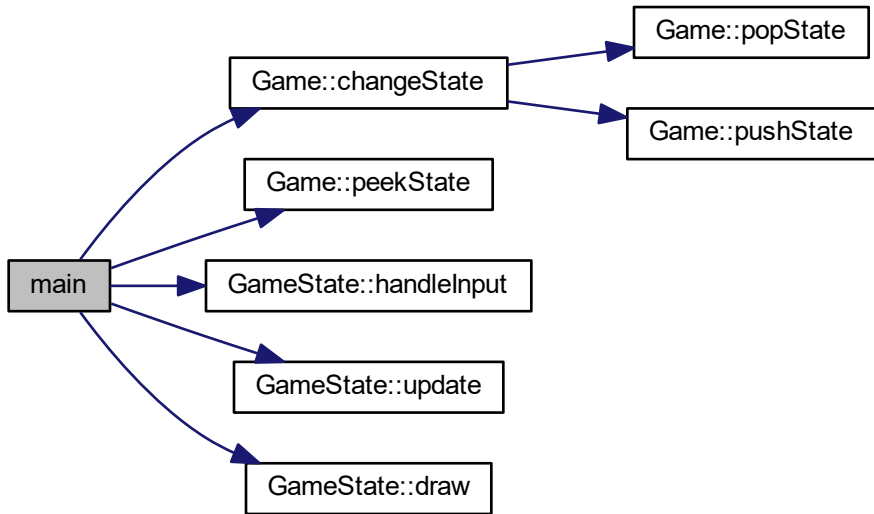 Game::popState
Game::changeState
Game::pushState
Game::peekState
main
GameState::handleInput
GameState::update
GameState::draw